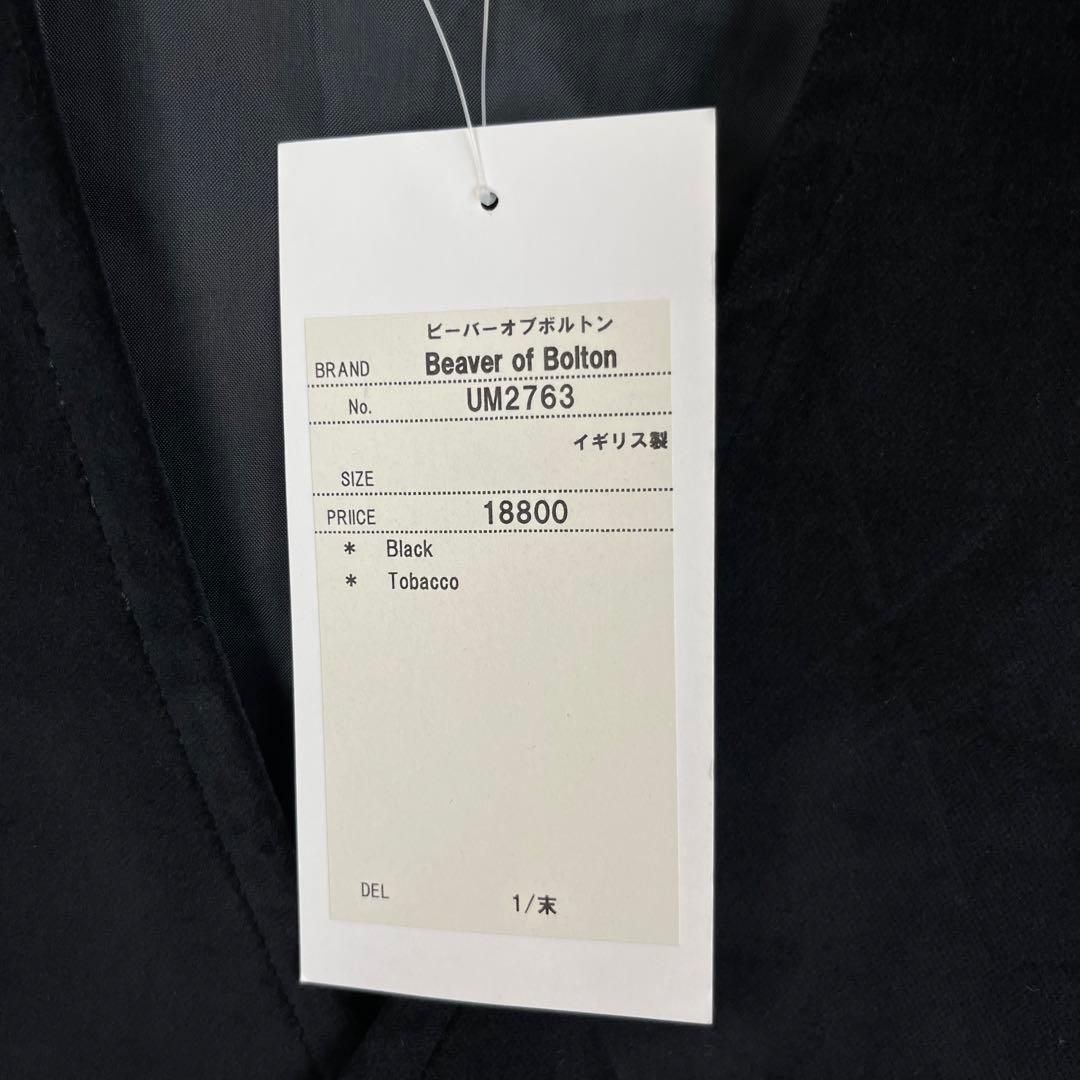 ビーバーオブボルトン
BRAND Beaver of Bolton
No. UM2763
イギリス製
SIZE
PRIICE 18800
* Black
* Tobacco
DEL 1/末